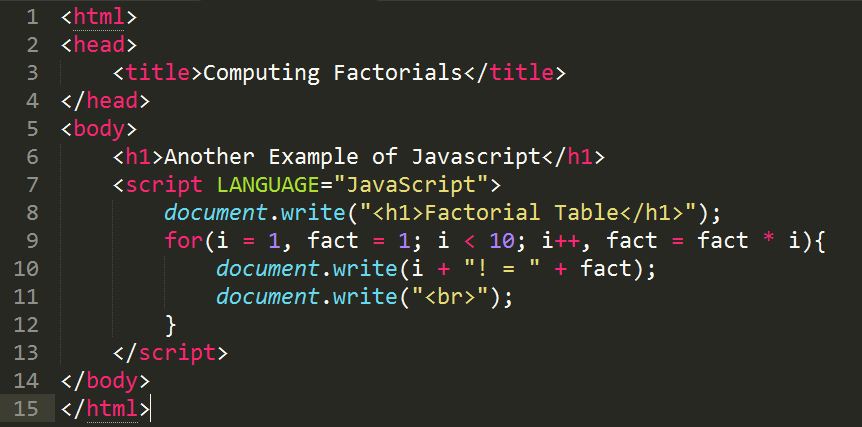 1 <html>
2 <head>
3     <title>Computing Factorials</title>
4 </head>
5 <body>
6     <h1>Another Example of Javascript</h1>
7     <script LANGUAGE="JavaScript">
8         document.write("<h1>Factorial Table</h1>");
9         for(i = 1, fact = 1; i < 10; i++, fact = fact * i){
10             document.write(i + "! = " + fact);
11             document.write("<br>");
12         }
13     </script>
14 </body>
15 </html>